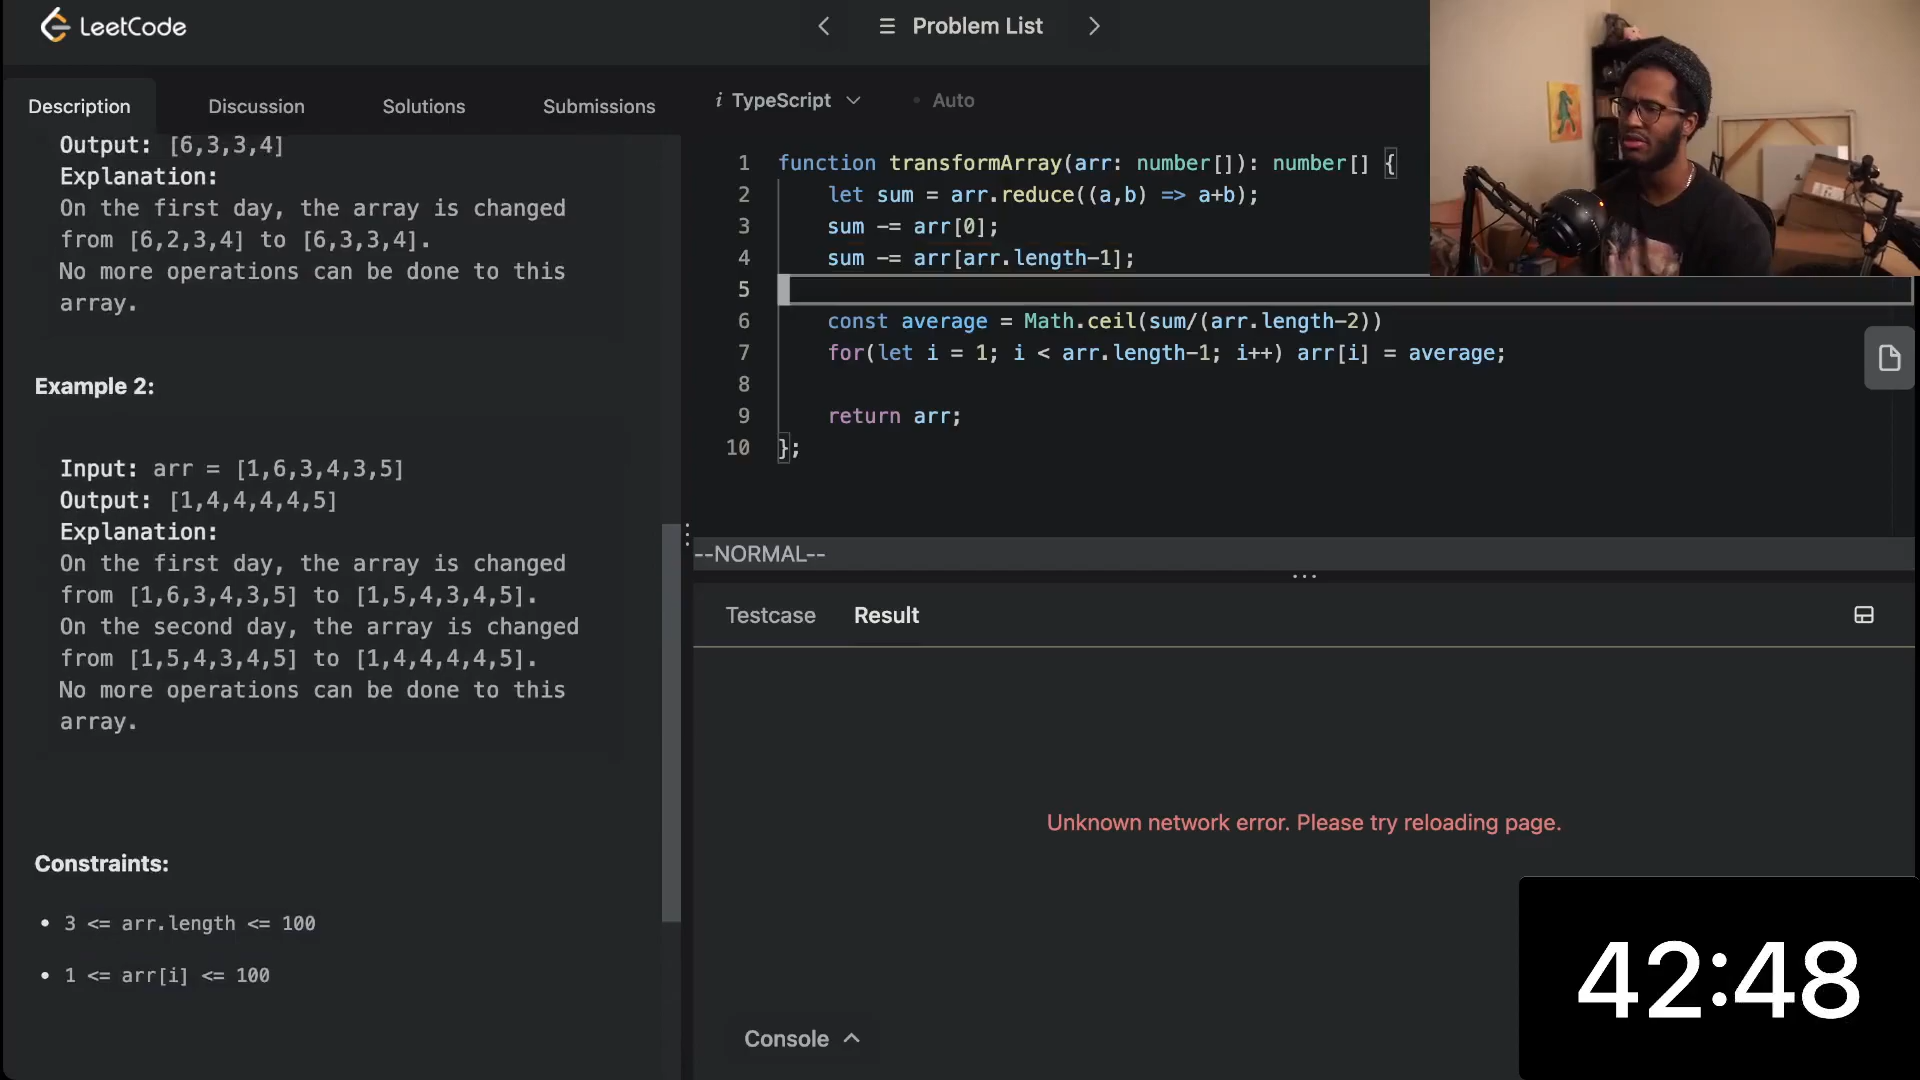 LeetCode
Problem List
Description
Discussion
Solutions
Submissions
Output: [6,3,3,4]
Explanation:
On the first day, the array is changed
from [6,2,3,4] to [6,3,3,4].
No more operations can be done to this
array.
Example 2:
Input: arr = [1,6,3,4,3,5]
Output: [1,4,4,4,4,5]
Explanation:
On the first day, the array is changed
from [1,6,3,4,3,5] to [1,5,4,3,4,5].
On the second day, the array is changed
from [1,5,4,3,4,5] to [1,4,4,4,4,5].
No more operations can be done to this
array.
Constraints:
• 3 <= arr.length <= 100
• 1 <= arr[i] <= 100
i TypeScript
• Auto
1 function transformArray(arr: number[]): number[] {
2 let sum = arr.reduce((a,b) => a+b);
3 sum -= arr[0];
4 sum -= arr[arr.length-1];
5
6 const average = Math.ceil(sum/(arr.length-2))
7 for(let i = 1; i < arr.length-1; i++) arr[i] = average;
8
9 return arr;
10 };
--NORMAL--
Testcase
Result
Unknown network error. Please try reloading page.
Console
42:48